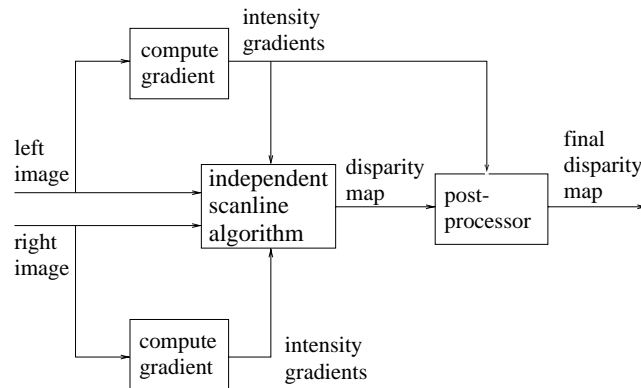 intensity
gradients
compute
gradient
left
image
independent
scanline
algorithm
disparity
map
post-
processor
final
disparity
map
right
image
compute
gradient
intensity
gradients